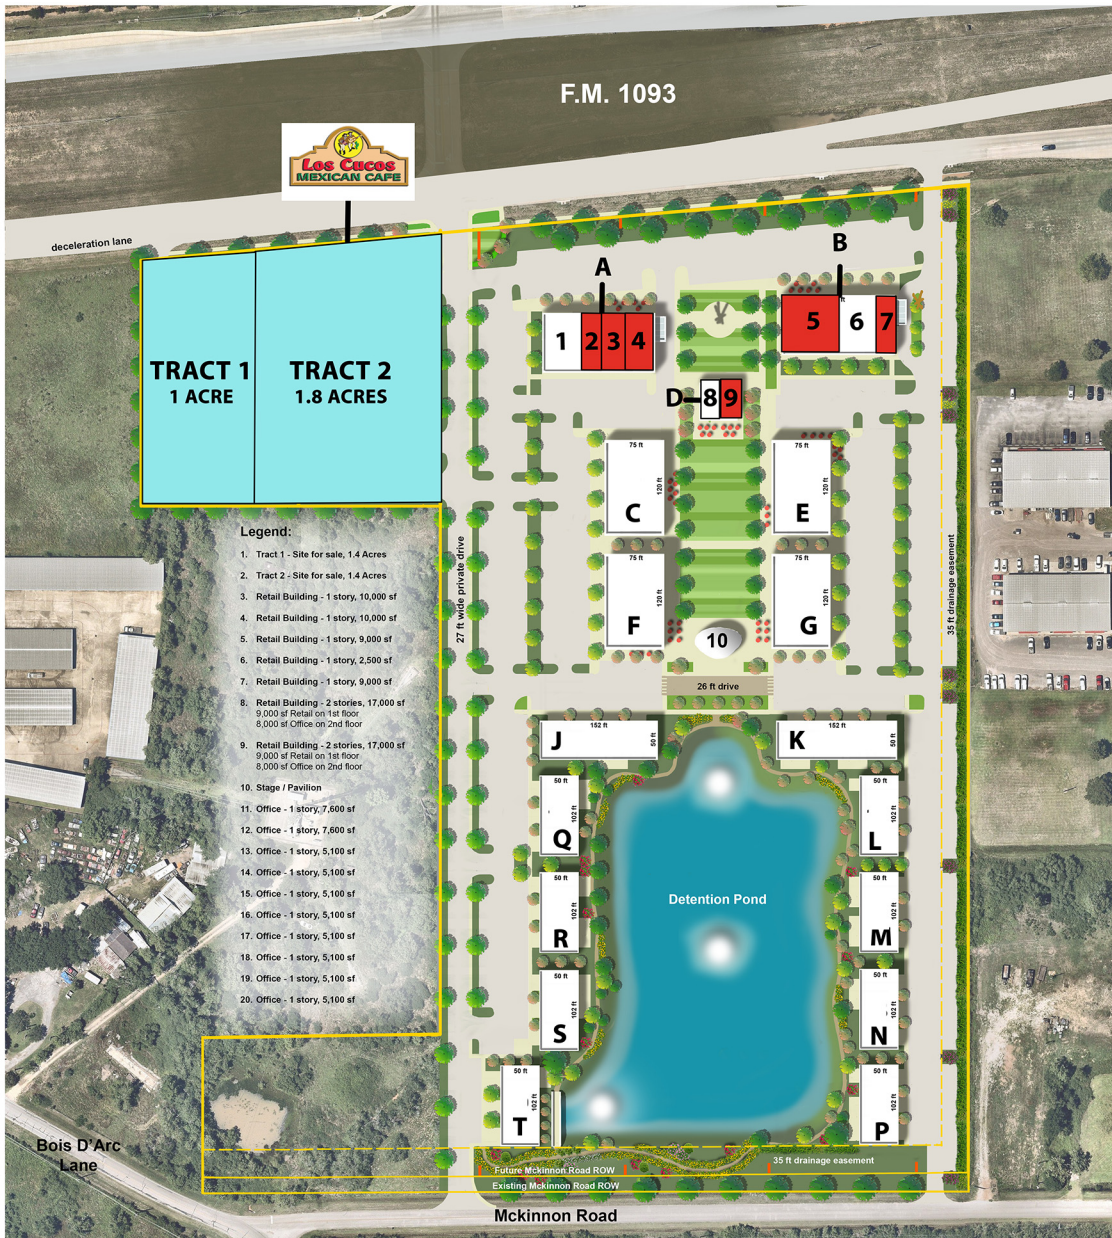 F.M. 1093
Los Cucos
MEXICAN CAFE
deceleration lane
A
B
1
2
3
4
5
6
7
TRACT 1
1 ACRE
TRACT 2
1.8 ACRES
D
8
9
75 ft
120 ft
C
75 ft
120 ft
E
75 ft
120 ft
F
75 ft
120 ft
G
10
27 ft wide private drive
35 ft drainage easement
26 ft drive
Legend:
1. Tract 1 - Site for sale, 1.4 Acres
2. Tract 2 - Site for sale, 1.4 Acres
3. Retail Building - 1 story, 10,000 sf
4. Retail Building - 1 story, 10,000 sf
5. Retail Building - 1 story, 9,000 sf
6. Retail Building - 1 story, 2,500 sf
7. Retail Building - 1 story, 9,000 sf
8. Retail Building - 2 stories, 17,000 sf
9,000 sf Retail on 1st floor
8,000 sf Office on 2nd floor
9. Retail Building - 2 stories, 17,000 sf
9,000 sf Retail on 1st floor
8,000 sf Office on 2nd floor
10. Stage / Pavilion
11. Office - 1 story, 7,600 sf
12. Office - 1 story, 7,600 sf
13. Office - 1 story, 5,100 sf
14. Office - 1 story, 5,100 sf
15. Office - 1 story, 5,100 sf
16. Office - 1 story, 5,100 sf
17. Office - 1 story, 5,100 sf
18. Office - 1 story, 5,100 sf
19. Office - 1 story, 5,100 sf
20. Office - 1 story, 5,100 sf
152 ft
50 ft
J
152 ft
50 ft
K
50 ft
102 ft
Q
50 ft
102 ft
L
50 ft
102 ft
R
50 ft
102 ft
M
50 ft
102 ft
S
50 ft
102 ft
N
50 ft
102 ft
T
50 ft
102 ft
P
Detention Pond
Bois D'Arc
Lane
35 ft drainage easement
Future Mckinnon Road ROW
Existing Mckinnon Road ROW
Mckinnon Road